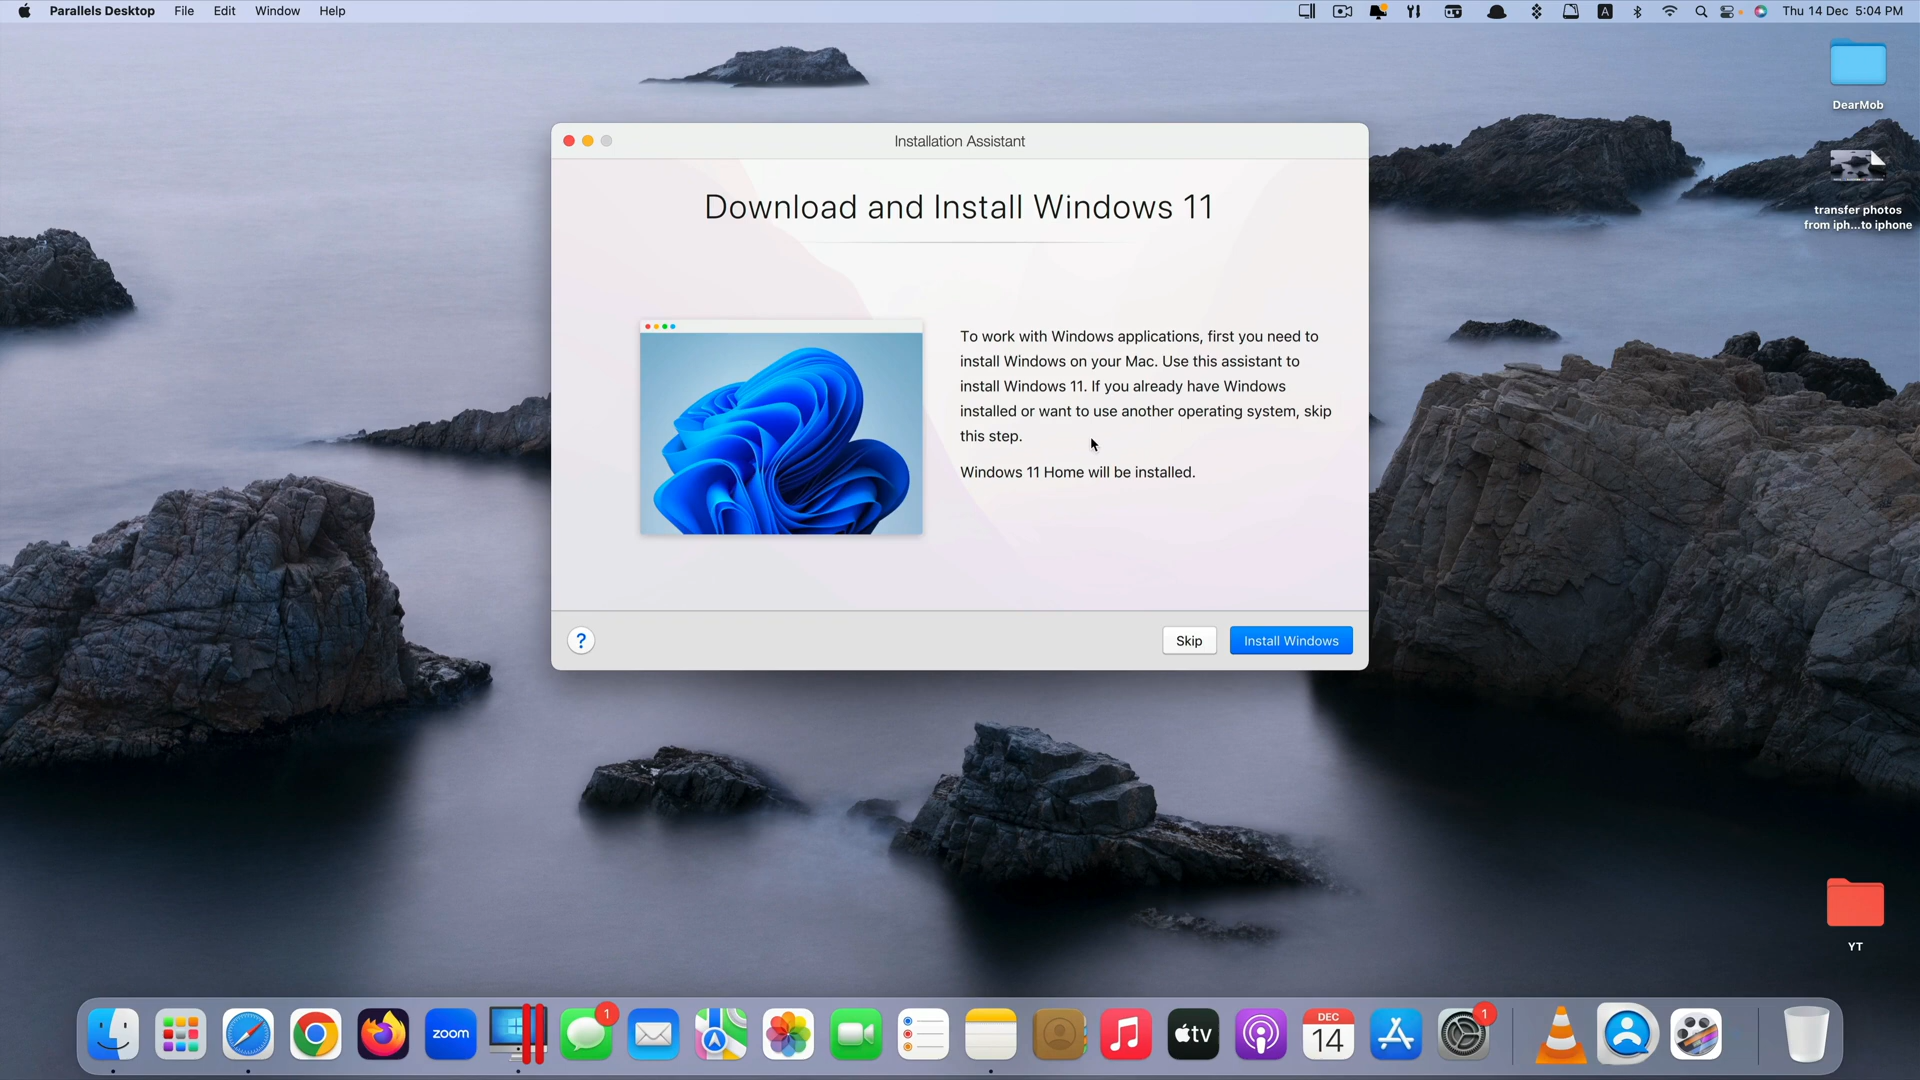 Parallels Desktop File Edit Window Help
A Thu 14 Dec 5:04 PM
DearMob
transfer photos
from iph...to iphone
Installation Assistant
Download and Install Windows 11
To work with Windows applications, first you need to
install Windows on your Mac. Use this assistant to
install Windows 11. If you already have Windows
installed or want to use another operating system, skip
this step.
Windows 11 Home will be installed.
?
Skip
Install Windows
YT
zoom
1
tv
DEC
14
1